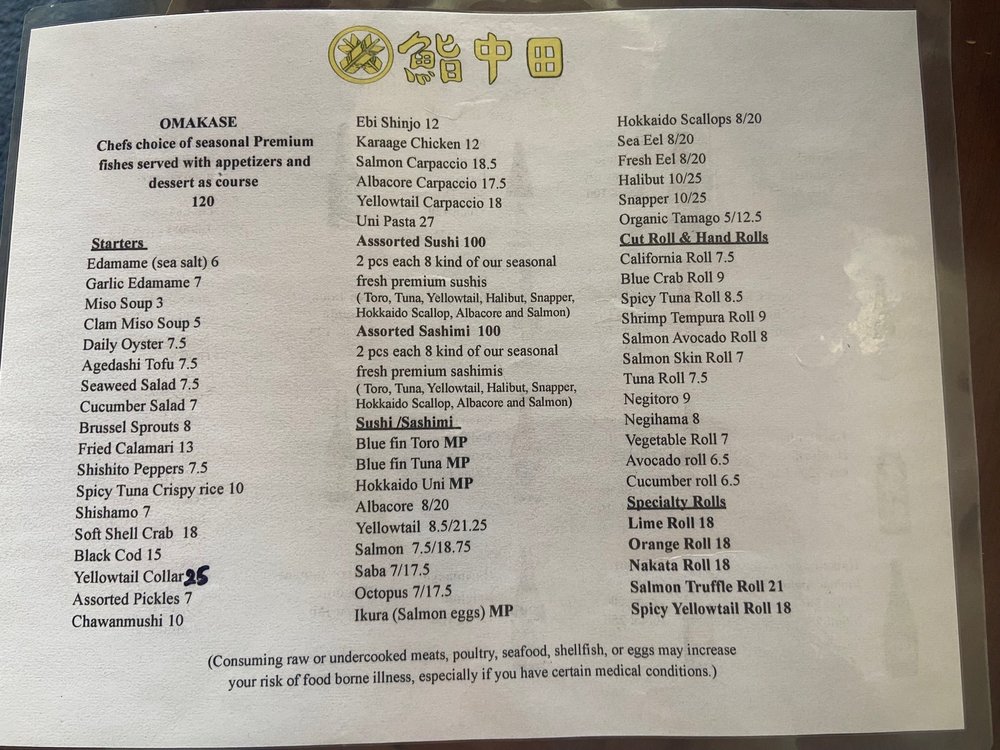 鮨中田
OMAKASE
Chefs choice of seasonal Premium
fishes served with appetizers and
dessert as course
120
Starters
Edamame (sea salt) 6
Garlic Edamame 7
Miso Soup 3
Clam Miso Soup 5
Daily Oyster 7.5
Agedashi Tofu 7.5
Seaweed Salad 7.5
Cucumber Salad 7
Brussel Sprouts 8
Fried Calamari 13
Shishito Peppers 7.5
Spicy Tuna Crispy rice 10
Shishamo 7
Soft Shell Crab 18
Black Cod 15
Yellowtail Collar 25
Assorted Pickles 7
Chawanmushi 10
Ebi Shinjo 12
Karaage Chicken 12
Salmon Carpaccio 18.5
Albacore Carpaccio 17.5
Yellowtail Carpaccio 18
Uni Pasta 27
Asssorted Sushi 100
2 pcs each 8 kind of our seasonal
fresh premium sushis
( Toro, Tuna, Yellowtail, Halibut, Snapper,
Hokkaido Scallop, Albacore and Salmon)
Assorted Sashimi 100
2 pcs each 8 kind of our seasonal
fresh premium sashimis
( Toro, Tuna, Yellowtail, Halibut, Snapper,
Hokkaido Scallop, Albacore and Salmon)
Sushi /Sashimi
Blue fin Toro MP
Blue fin Tuna MP
Hokkaido Uni MP
Albacore 8/20
Yellowtail 8.5/21.25
Salmon 7.5/18.75
Saba 7/17.5
Octopus 7/17.5
Ikura (Salmon eggs) MP
Hokkaido Scallops 8/20
Sea Eel 8/20
Fresh Eel 8/20
Halibut 10/25
Snapper 10/25
Organic Tamago 5/12.5
Cut Roll & Hand Rolls
California Roll 7.5
Blue Crab Roll 9
Spicy Tuna Roll 8.5
Shrimp Tempura Roll 9
Salmon Avocado Roll 8
Salmon Skin Roll 7
Tuna Roll 7.5
Negitoro 9
Negihama 8
Vegetable Roll 7
Avocado roll 6.5
Cucumber roll 6.5
Specialty Rolls
Lime Roll 18
Orange Roll 18
Nakata Roll 18
Salmon Truffle Roll 21
Spicy Yellowtail Roll 18
(Consuming raw or undercooked meats, poultry, seafood, shellfish, or eggs may increase
your risk of food borne illness, especially if you have certain medical conditions.)